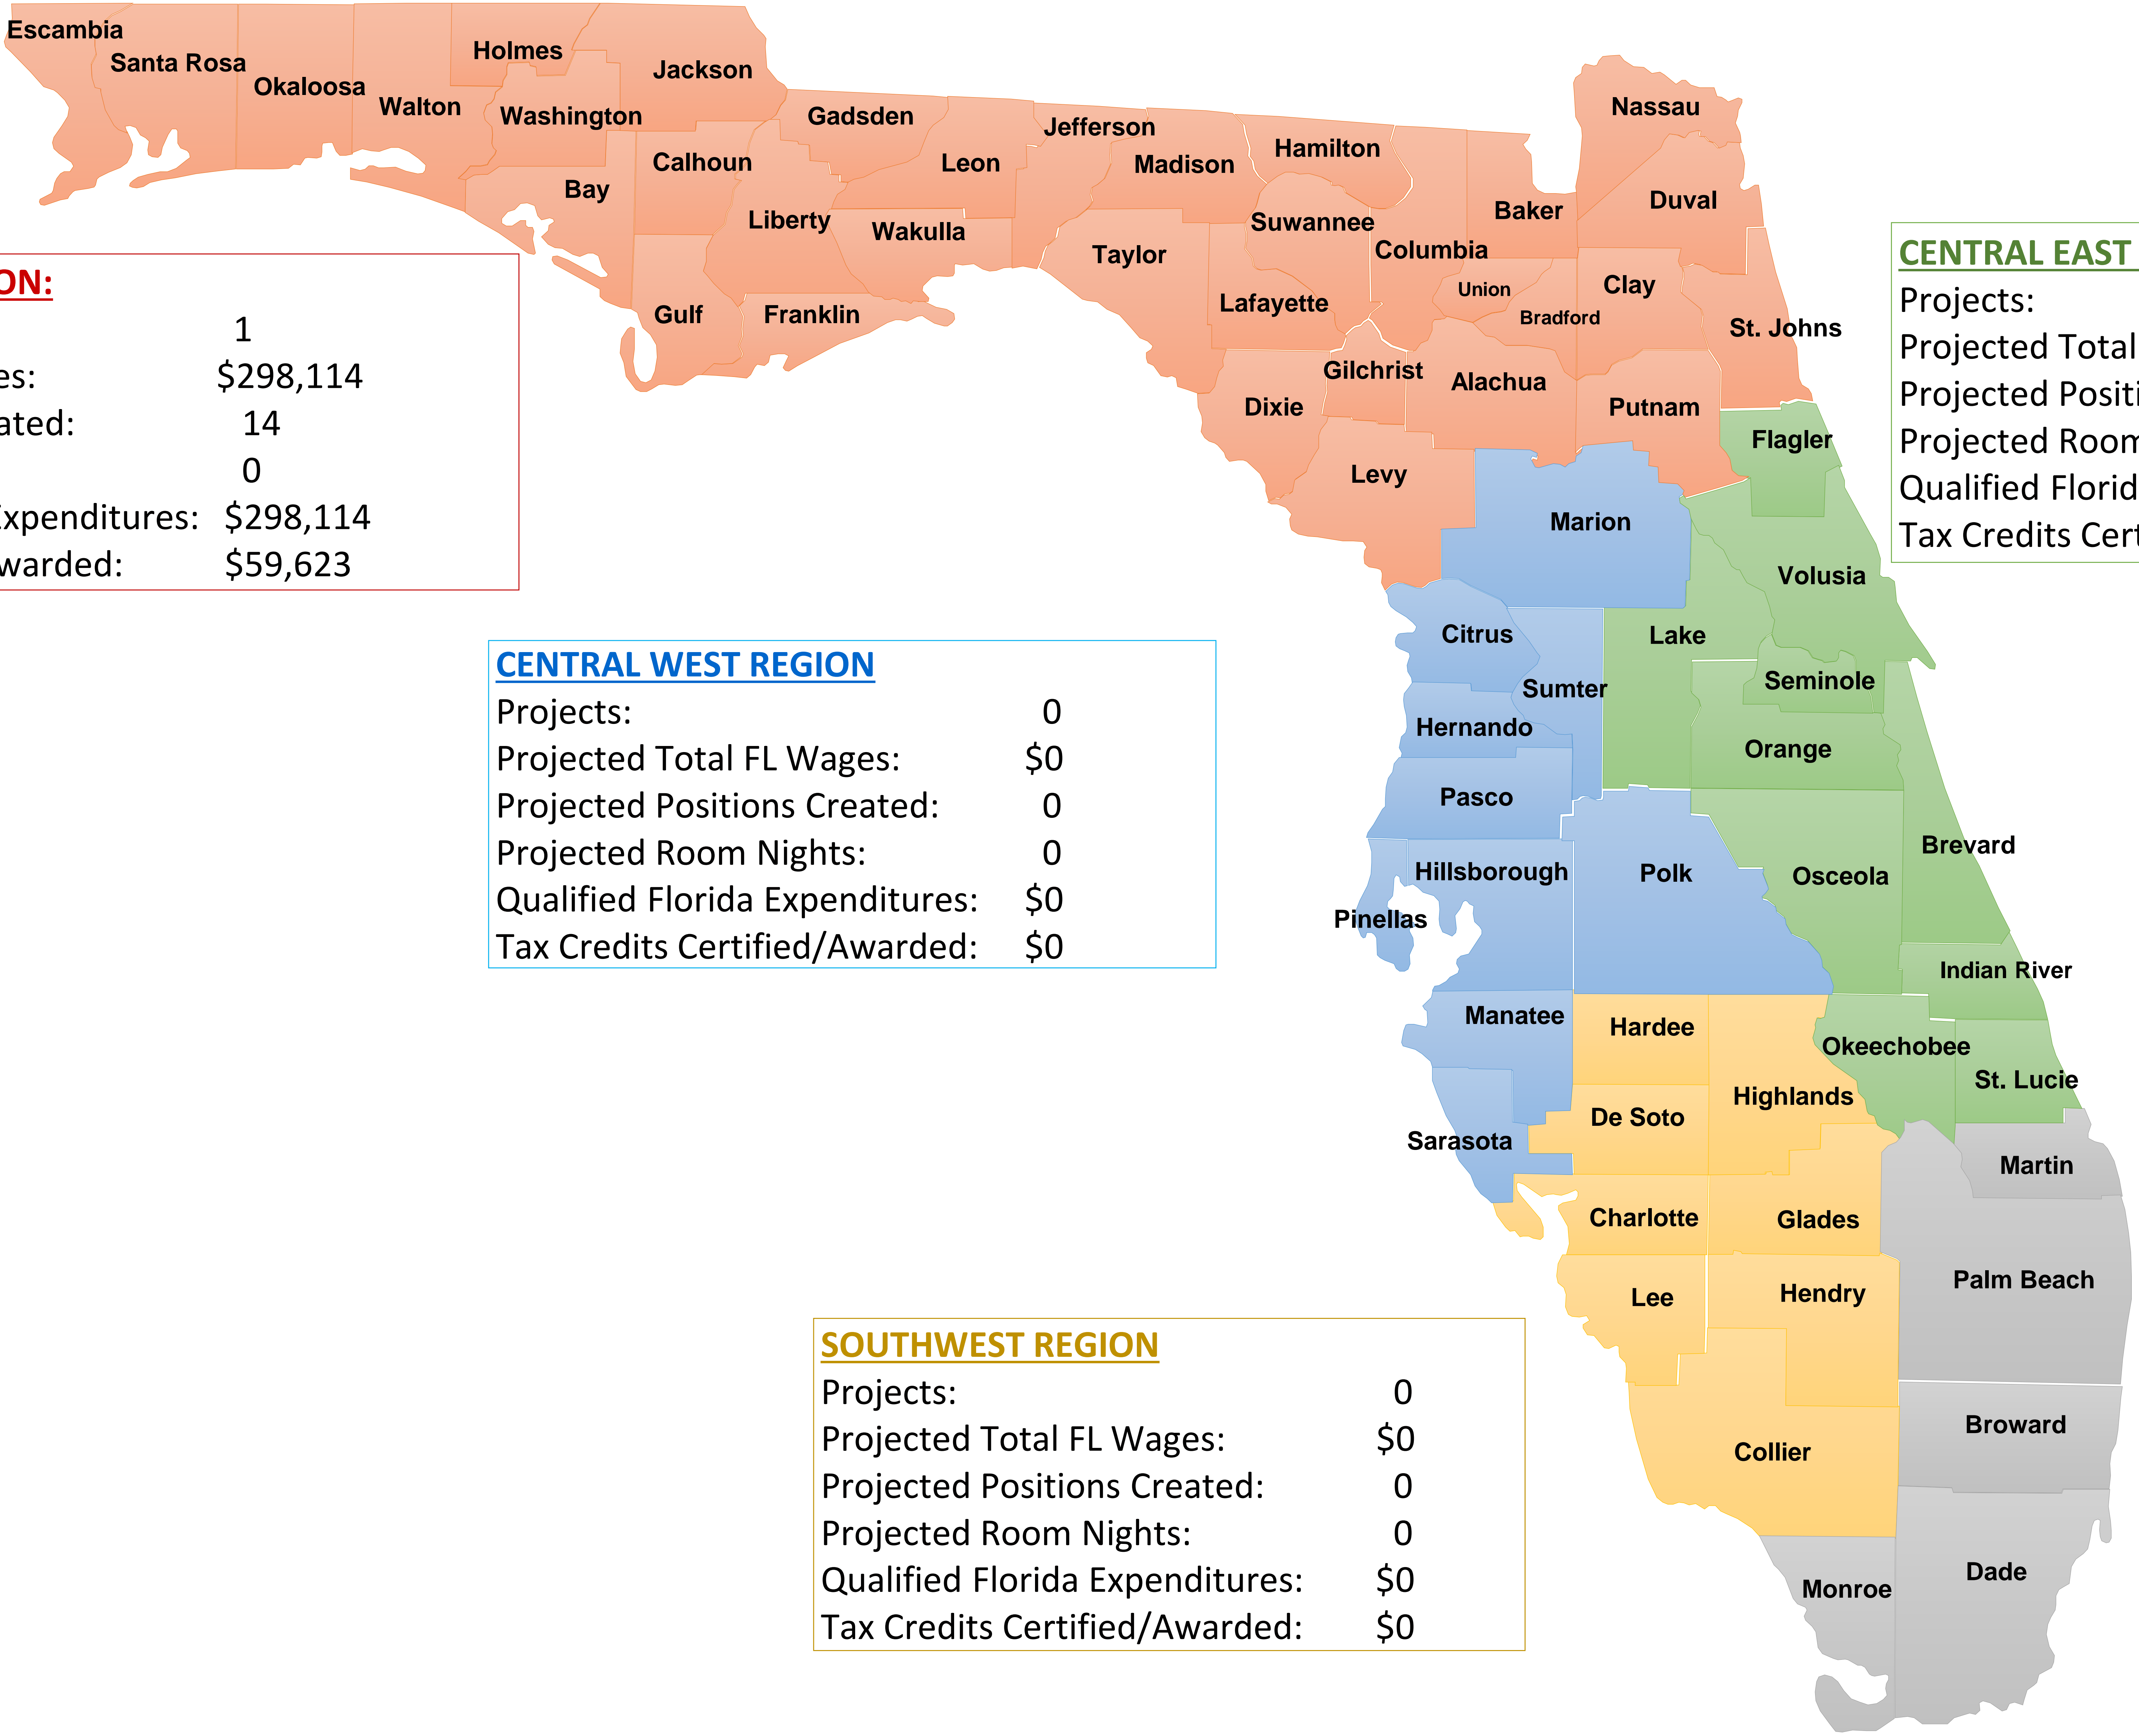 Escambia
Santa Rosa
Okaloosa
Walton
Holmes
Washington
Jackson
Bay
Calhoun
Gulf
Liberty
Gadsden
Franklin
Leon
Wakulla
Jefferson
Madison
Taylor
Hamilton
Suwannee
Lafayette
Columbia
Baker
Union
Bradford
Nassau
Duval
Clay
St. Johns
Gilchrist
Dixie
Alachua
Putnam
Levy
Flagler
Marion
Volusia
Citrus
Sumter
Lake
Seminole
Hernando
Orange
Pasco
Brevard
Hillsborough
Polk
Osceola
Pinellas
Indian River
Manatee
Hardee
Okeechobee
St. Lucie
Highlands
De Soto
Sarasota
Martin
Charlotte
Glades
Palm Beach
Lee
Hendry
Broward
Collier
Dade
Monroe
ON:
1
es: $298,114
ated: 14
0
Expenditures: $298,114
warded: $59,623
CENTRAL WEST REGION
Projects: 0
Projected Total FL Wages: $0
Projected Positions Created: 0
Projected Room Nights: 0
Qualified Florida Expenditures: $0
Tax Credits Certified/Awarded: $0
SOUTHWEST REGION
Projects: 0
Projected Total FL Wages: $0
Projected Positions Created: 0
Projected Room Nights: 0
Qualified Florida Expenditures: $0
Tax Credits Certified/Awarded: $0
CENTRAL EAST
Projects:
Projected Total
Projected Positi
Projected Room
Qualified Florid
Tax Credits Cert